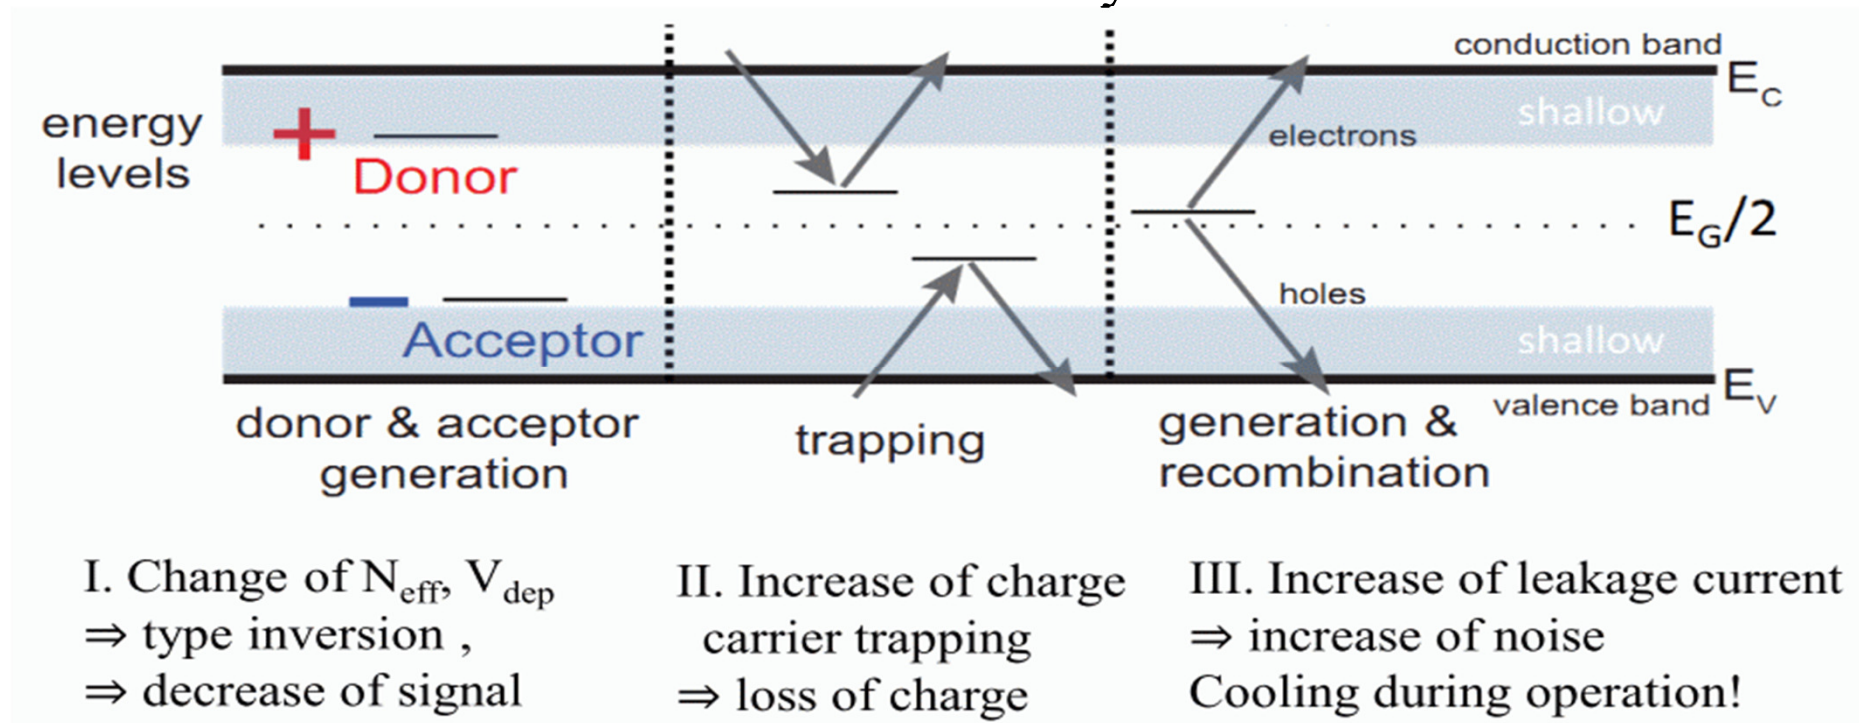 conduction band
E_C
shallow
energy
levels
+
electrons
Donor
E_G/2
holes
−
Acceptor
shallow
E_V
valence band
donor & acceptor
generation
trapping
generation &
recombination
I. Change of N_eff, V_dep
⇒ type inversion ,
⇒ decrease of signal
II. Increase of charge
carrier trapping
⇒ loss of charge
III. Increase of leakage current
⇒ increase of noise
Cooling during operation!